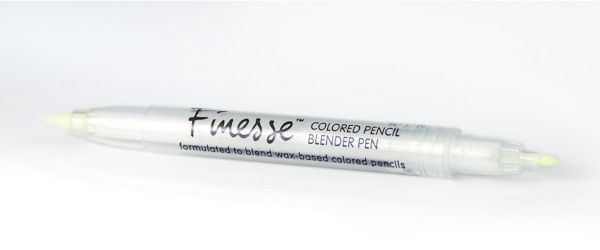 Finesse™
COLORED PENCIL
BLENDER PEN
formulated to blend wax-based colored pencils